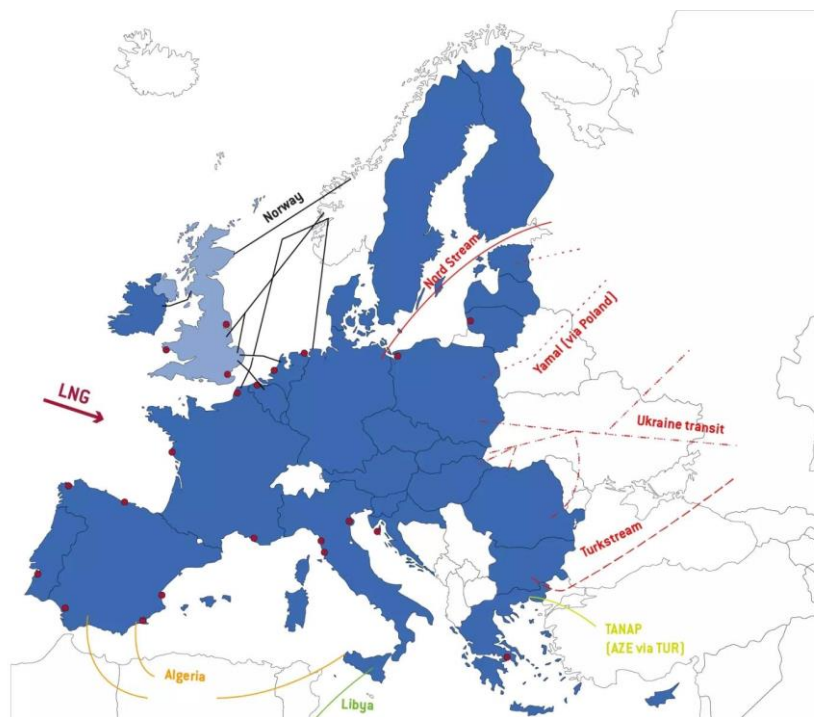 Norway
Nord Stream
Yamal (via Poland)
LNG
Ukraine transit
Turkstream
TANAP
(AZE via TUR)
Algeria
Libya